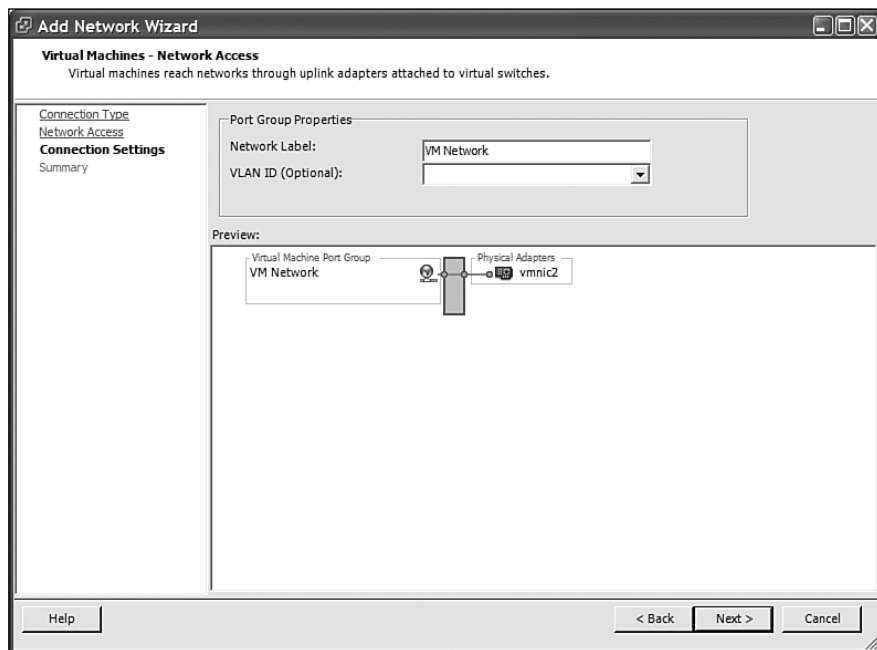 Add Network Wizard
Virtual Machines - Network Access
Virtual machines reach networks through uplink adapters attached to virtual switches.
Connection Type
Network Access
Connection Settings
Summary
Port Group Properties
Network Label:
VM Network
VLAN ID (Optional):
Preview:
Virtual Machine Port Group
VM Network
Physical Adapters
vmnic2
Help
< Back
Next >
Cancel